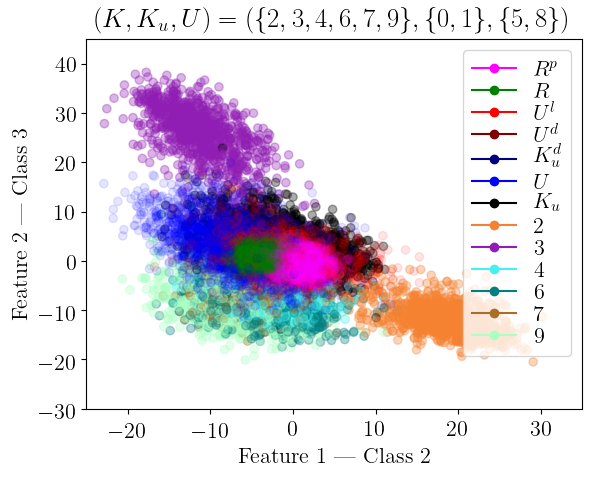 (K, K_u, U) = ({2, 3, 4, 6, 7, 9}, {0, 1}, {5, 8})
Feature 2 — Class 3
40
30
20
10
0
−10
−20
−30
R^p
R
U^l
U^d
K_u^d
U
K_u
2
3
4
6
7
9
−20 −10 0 10 20 30
Feature 1 — Class 2